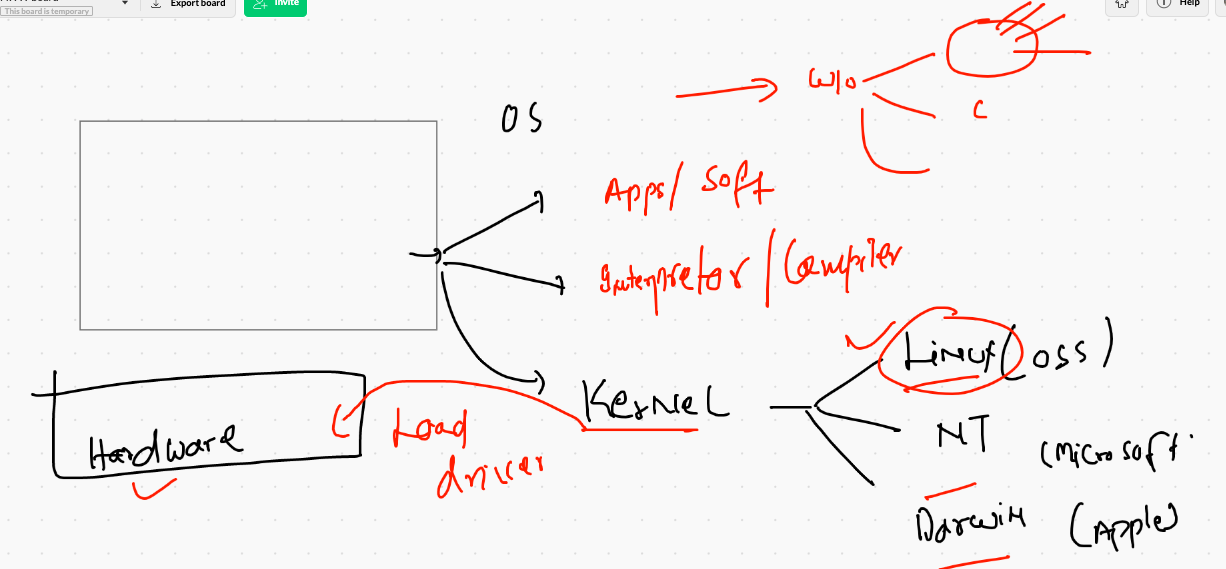 This board is temporary
Export board
Invite
Help
W/o
C
OS
Apps/ Soft
Interpretor / Compiler
Linux (OSS)
Kernel
NT
(Microsoft
Hardware
Load
driver
Darwin (Apple)